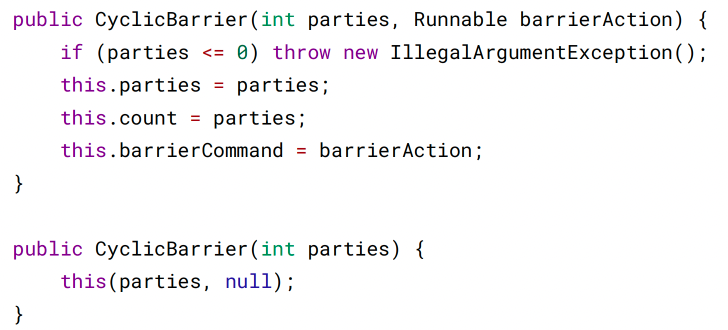 public CyclicBarrier(int parties, Runnable barrierAction) {
    if (parties <= 0) throw new IllegalArgumentException();
    this.parties = parties;
    this.count = parties;
    this.barrierCommand = barrierAction;
}

public CyclicBarrier(int parties) {
    this(parties, null);
}